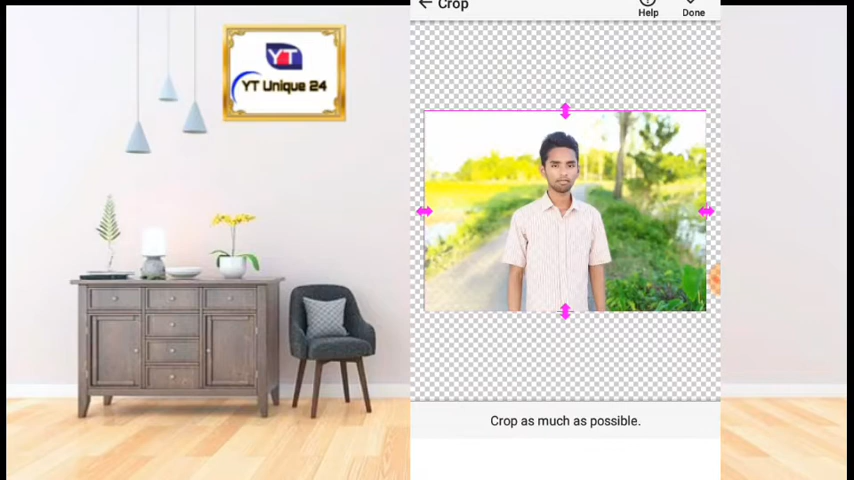 YT
YT Unique 24
Crop
Help
Done
Crop as much as possible.